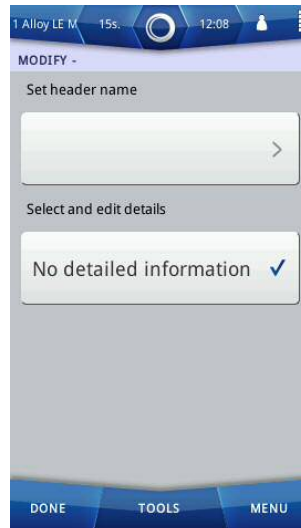 1 Alloy LE M 15s. 12:08
MODIFY -
Set header name
Select and edit details
No detailed information
DONE TOOLS MENU